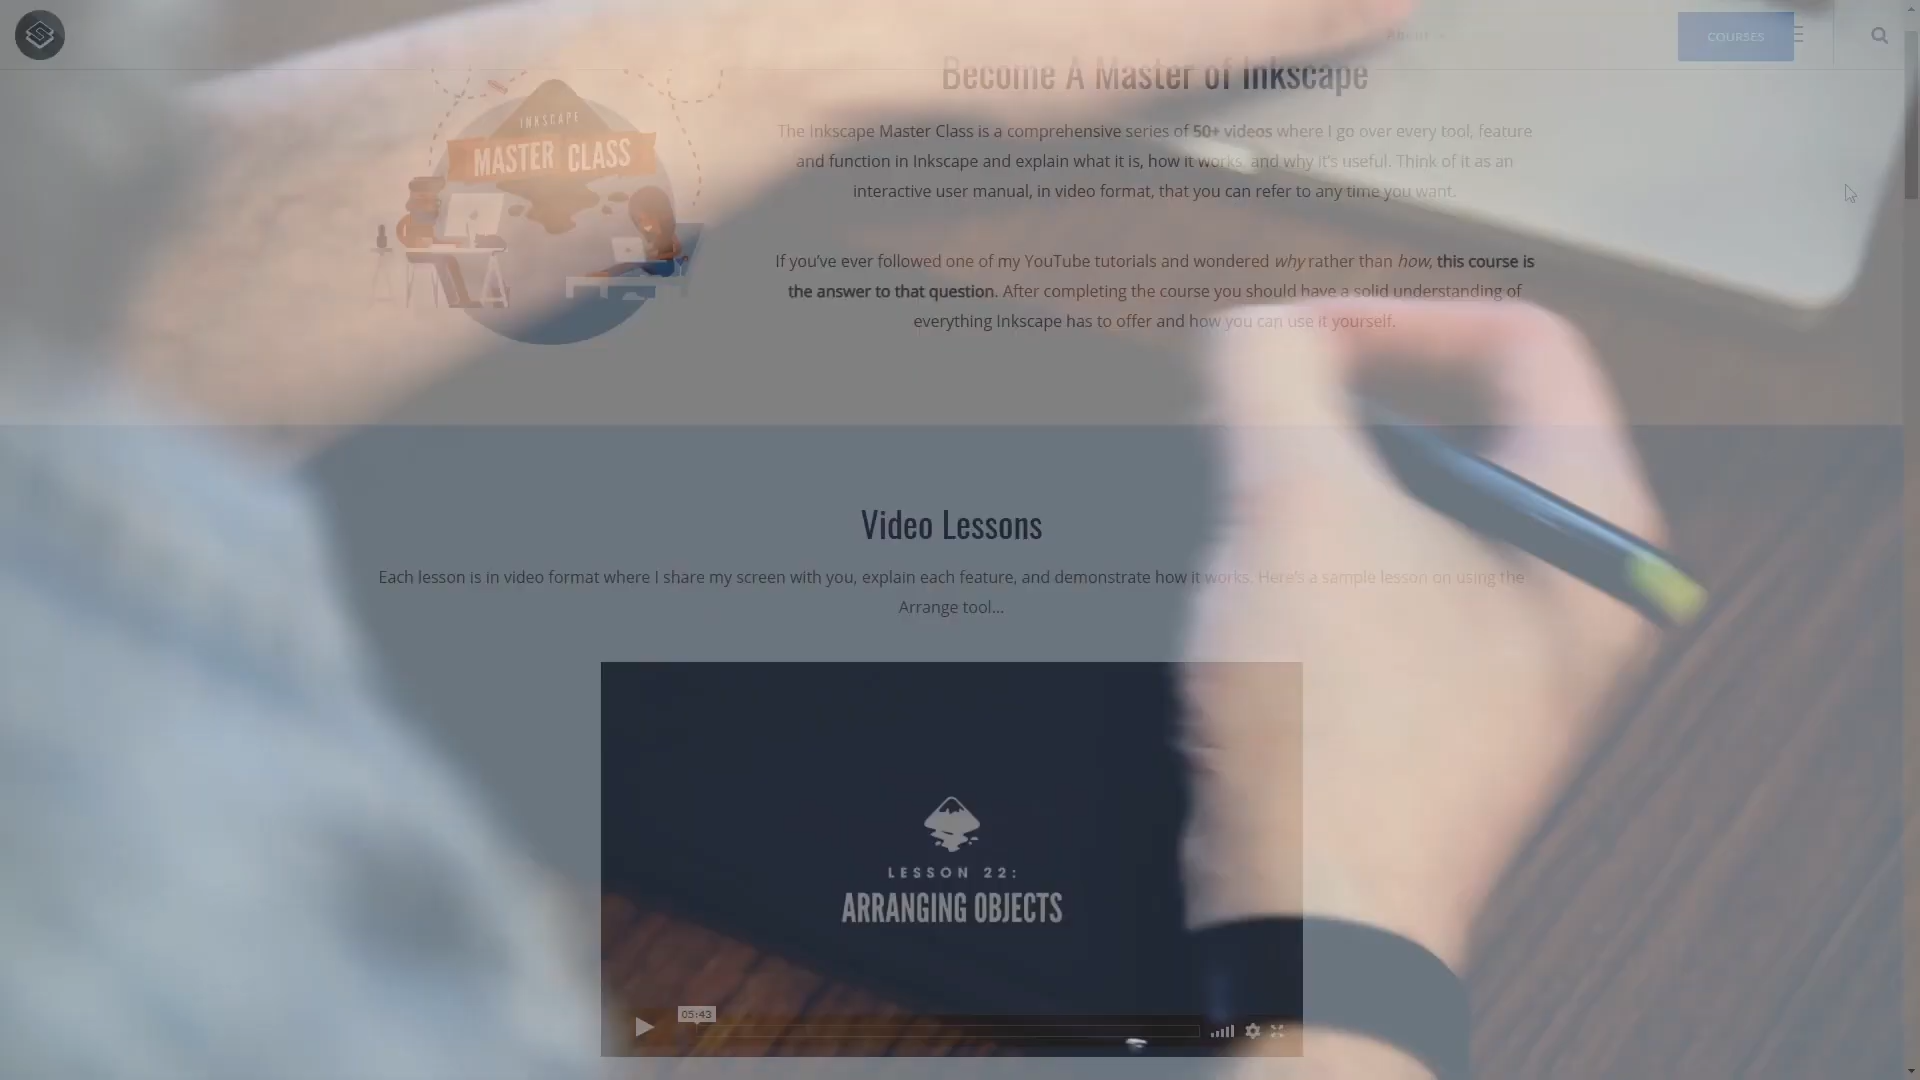 About
COURSES
Become A Master of Inkscape
INKSCAPE
MASTER CLASS
The Inkscape Master Class is a comprehensive series of 50+ videos where I go over every tool, feature
and function in Inkscape and explain what it is, how it works, and why it's useful. Think of it as an
interactive user manual, in video format, that you can refer to any time you want.
If you've ever followed one of my YouTube tutorials and wondered why rather than how, this course is
the answer to that question. After completing the course you should have a solid understanding of
everything Inkscape has to offer and how you can use it yourself.
Video Lessons
Each lesson is in video format where I share my screen with you, explain each feature, and demonstrate how it works. Here's a sample lesson on using the
Arrange tool...
LESSON 22:
ARRANGING OBJECTS
05:43